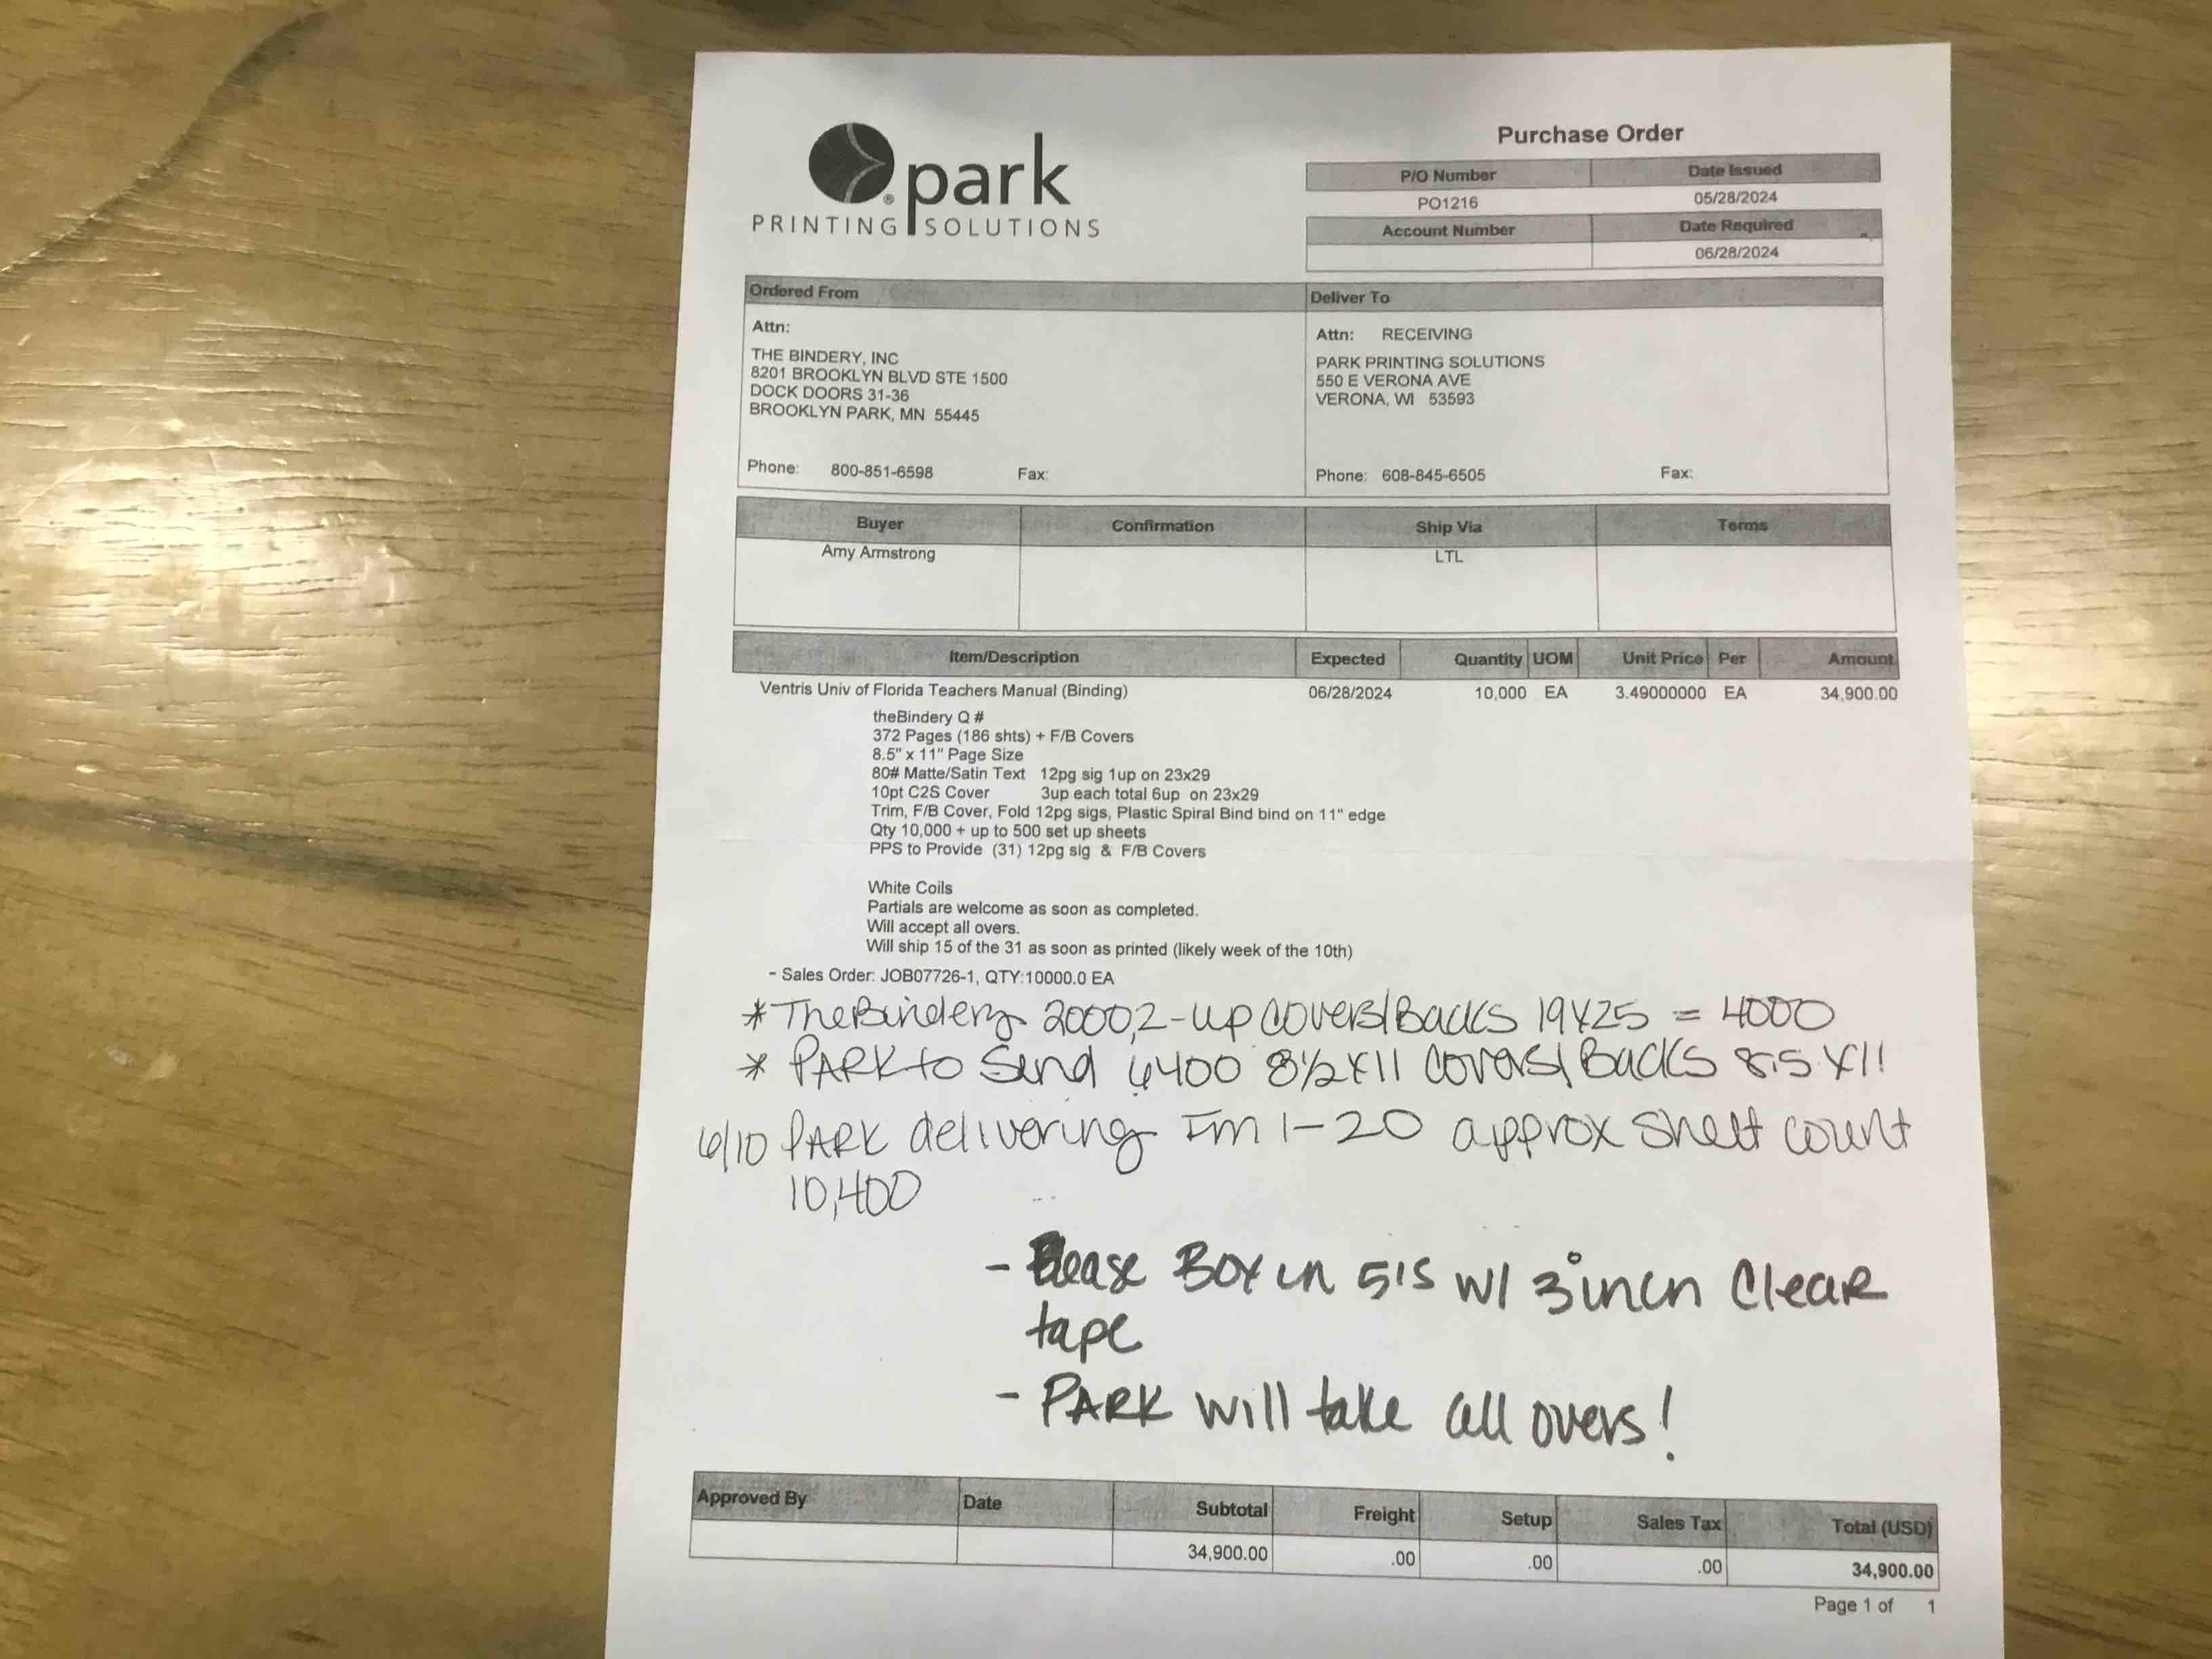 park
PRINTING SOLUTIONS
Purchase Order
P/O Number Date Issued
PO1216 05/28/2024
Account Number Date Required
06/28/2024
Ordered From Deliver To
Attn: Attn: RECEIVING
THE BINDERY, INC PARK PRINTING SOLUTIONS
8201 BROOKLYN BLVD STE 1500 550 E VERONA AVE
DOCK DOORS 31-36 VERONA, WI 53593
BROOKLYN PARK, MN 55445
Phone: 800-851-6598 Fax: Phone: 608-845-6505 Fax:
Buyer Confirmation Ship Via Terms
Amy Armstrong LTL
Item/Description Expected Quantity UOM Unit Price Per Amount
Ventris Univ of Florida Teachers Manual (Binding) 06/28/2024 10,000 EA 3.49000000 EA 34,900.00
theBindery Q #
372 Pages (186 shts) + F/B Covers
8.5" x 11" Page Size
80# Matte/Satin Text 12pg sig 1up on 23x29
10pt C2S Cover 3up each total 6up on 23x29
Trim, F/B Cover, Fold 12pg sigs, Plastic Spiral Bind bind on 11" edge
Qty 10,000 + up to 500 set up sheets
PPS to Provide (31) 12pg sig & F/B Covers
White Coils
Partials are welcome as soon as completed.
Will accept all overs.
Will ship 15 of the 31 as soon as printed (likely week of the 10th)
- Sales Order: JOB07726-1, QTY:10000.0 EA
* TheBindery 2000, 2-up covers/Backs 19x25 = 4000
* PARK to Send 6400 8½x11 covers/Backs 8.5 x11
6/10 PARK delivering Fm 1-20 approx sheet count
10,400
- Please Box in 5's w/ 3 inch Clear
tape
- PARK will take all overs!
Approved By Date Subtotal Freight Setup Sales Tax Total (USD)
34,900.00 .00 .00 .00 34,900.00
Page 1 of 1